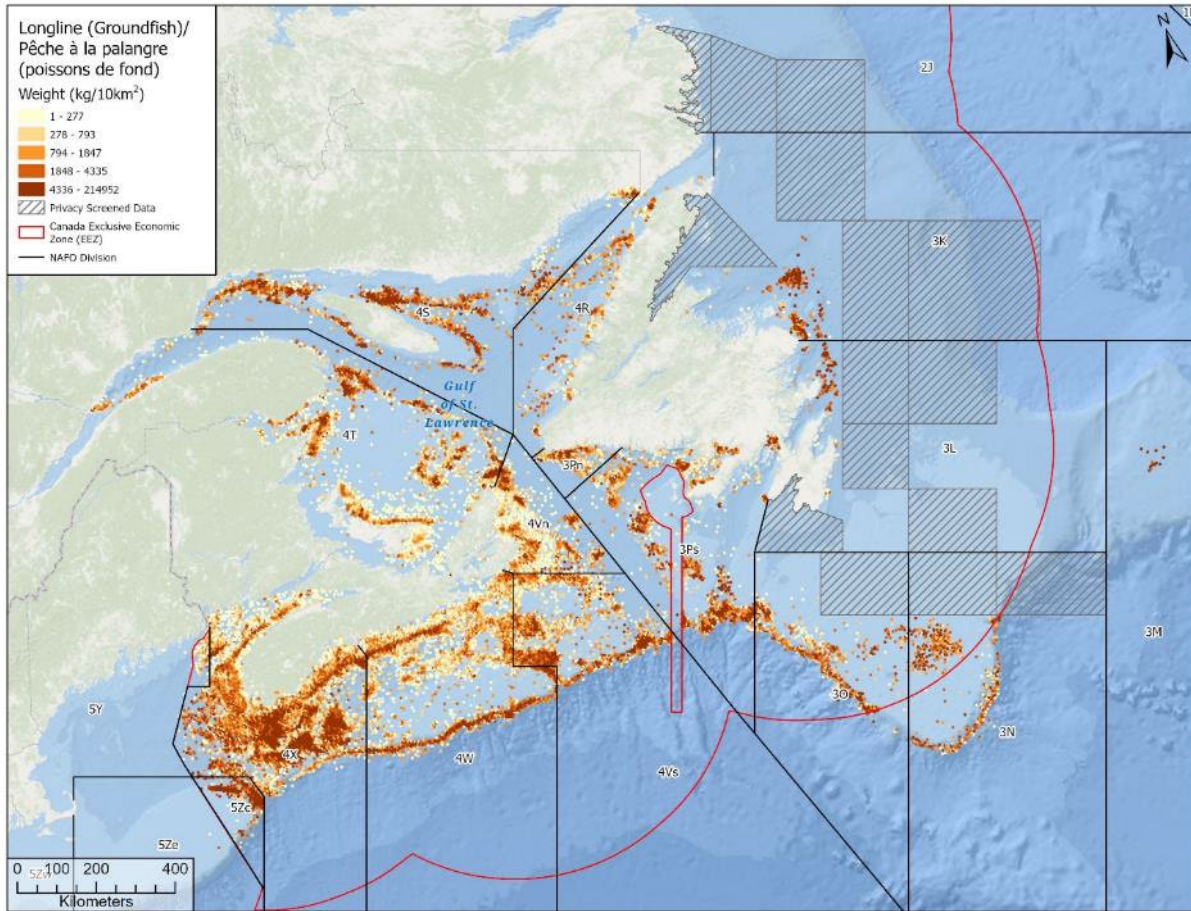 Longline (Groundfish)/
Pêche à la palangre
(poissons de fond)
Weight (kg/10km²)
1 - 277
278 - 793
794 - 1847
1848 - 4335
4336 - 214952
Privacy Screened Data
Canada Exclusive Economic
Zone (EEZ)
NAFO Division
N
2J
3K
4S
4R
Gulf
of St.
Lawrence
4T
3L
3Pn
4Vn
3Ps
3M
3O
3N
5Y
4X
4W
4Vs
5Zc
5Ze
5Zw
0 100 200 400
Kilometers